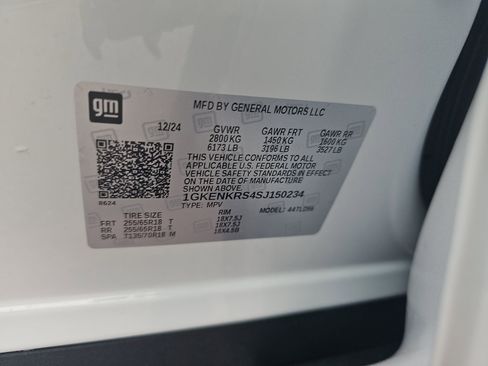 gm
MFD BY GENERAL MOTORS LLC
12/24 GVWR GAWR FRT GAWR RR
2800 KG 1450 KG 1600 KG
6173 LB 3196 LB 3527 LB
THIS VEHICLE CONFORMS TO ALL
APPLICABLE U.S. FEDERAL MOTOR
VEHICLE SAFETY STANDARDS IN EFFECT
ON THE DATE OF MANUFACTURE
SHOWN ABOVE.
1GKENKRS4SJ150234
8624 TYPE: MPV
TIRE SIZE RIM MODEL:
FRT 255/65R18 T 18X7.5J
RR 255/65R18 T 18X7.5J
SPA T135/70R18 M 18X4.5B